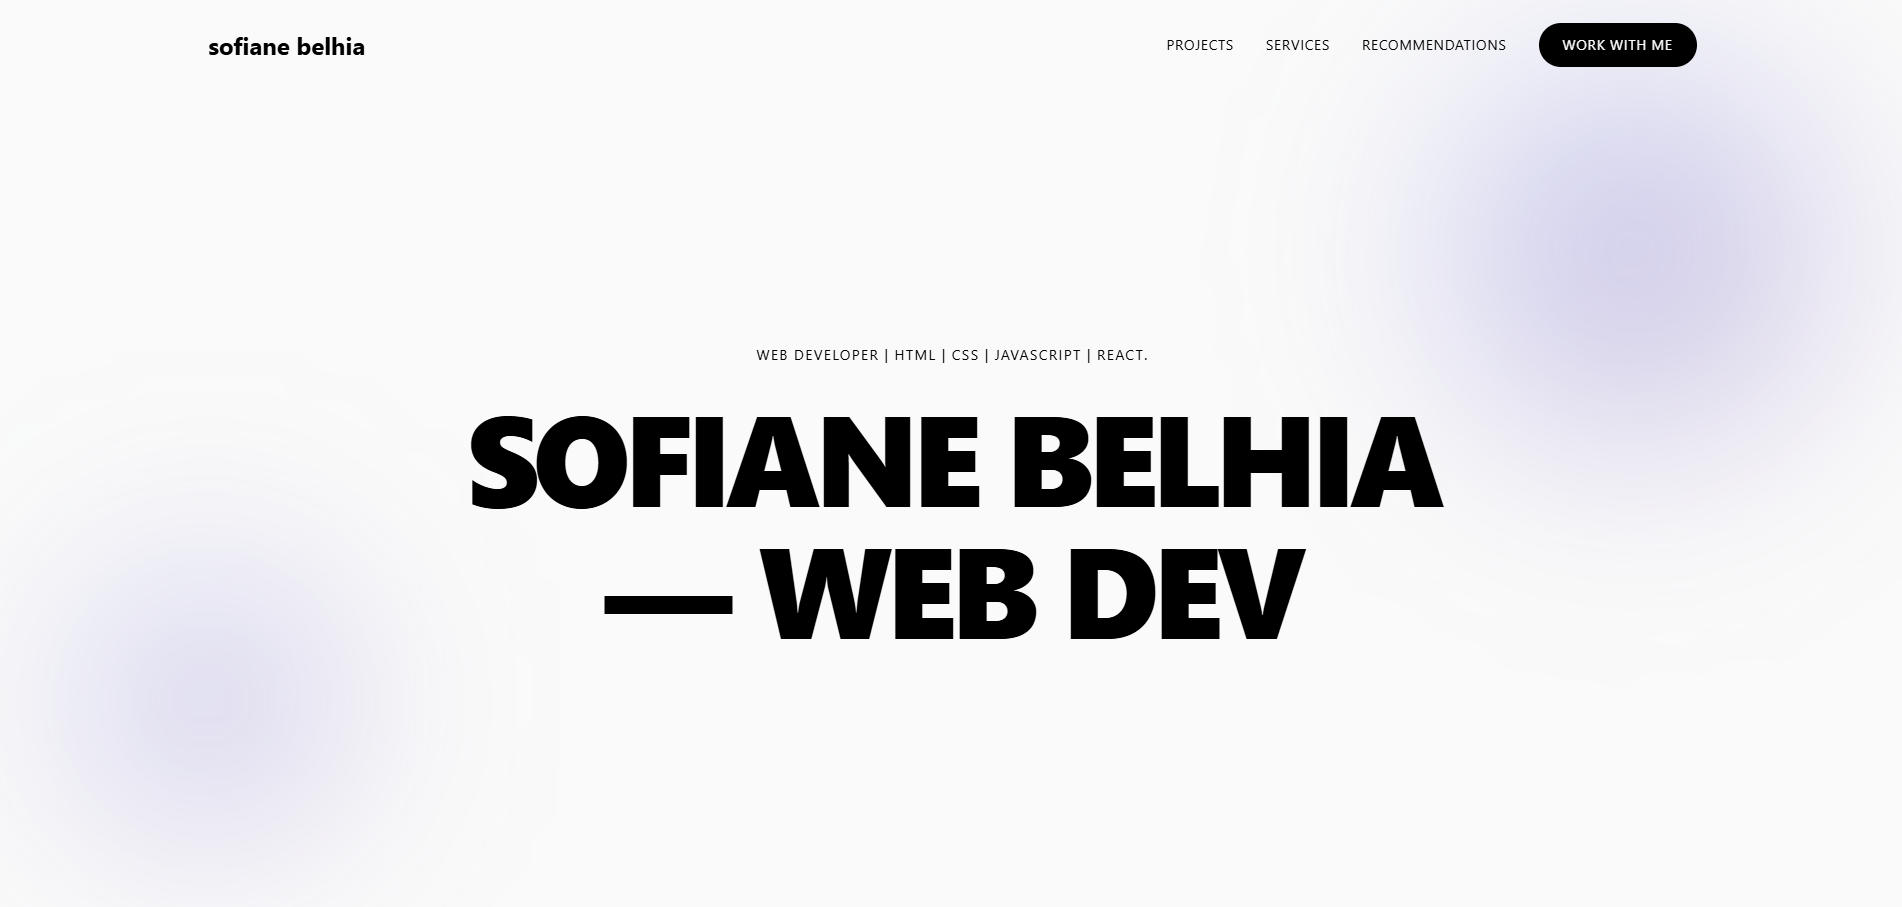 sofiane belhia
PROJECTS SERVICES RECOMMENDATIONS WORK WITH ME
WEB DEVELOPER | HTML | CSS | JAVASCRIPT | REACT.
SOFIANE BELHIA
— WEB DEV